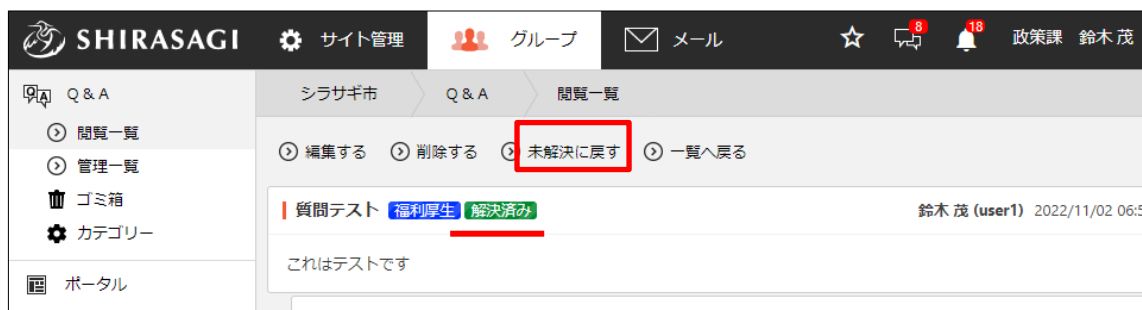 SHIRASAGI サイト管理 グループ メール 8 18 政策課 鈴木 茂
Q & A
閲覧一覧
管理一覧
ゴミ箱
カテゴリー
ポータル
シラサギ市 Q & A 閲覧一覧
編集する 削除する 未解決に戻す 一覧へ戻る
質問テスト 福利厚生 解決済み 鈴木 茂 (user1) 2022/11/02 06:5
これはテストです